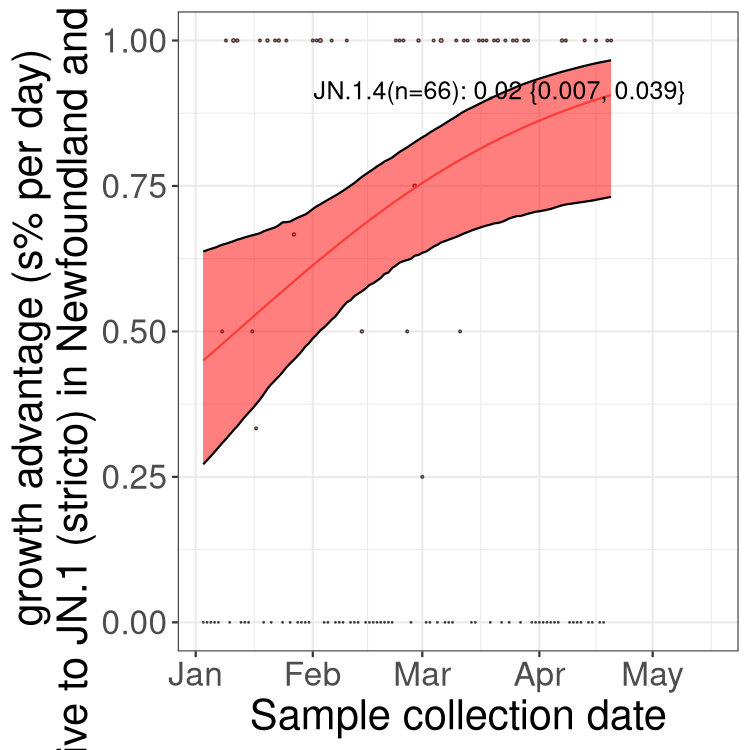 growth advantage (s% per day)
ive to JN.1 (stricto) in Newfoundland and
1.00
0.75
0.50
0.25
0.00
JN.1.4(n=66): 0.02 {0.007, 0.039}
Jan Feb Mar Apr May
Sample collection date